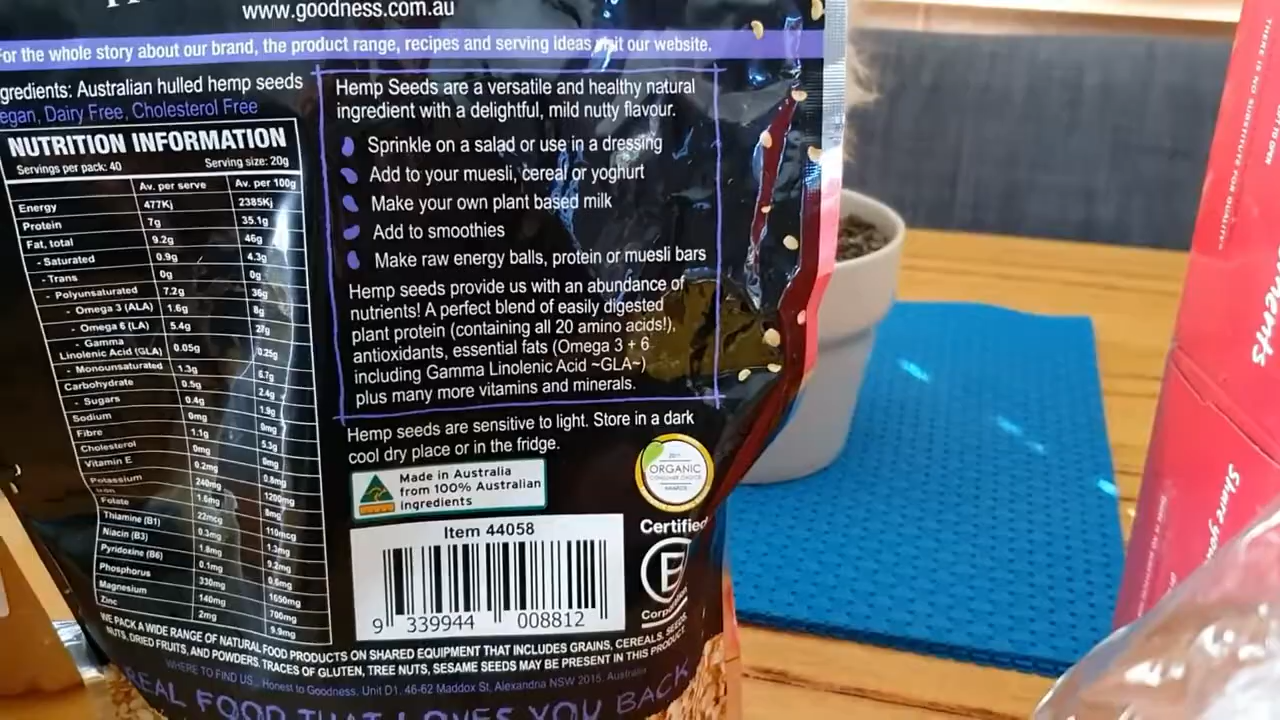 www.goodness.com.au
For the whole story about our brand, the product range, recipes and serving ideas visit our website.
gredients: Australian hulled hemp seeds
egan, Dairy Free, Cholesterol Free
NUTRITION INFORMATION
Servings per pack: 40 Serving size: 20g
Av. per serve Av. per 100g
Energy 477Kj 2385Kj
Protein 7g 35.1g
Fat, total 9.2g 46g
- Saturated 0.9g 4.3g
- Trans 0g 0g
- Polyunsaturated 7.2g 36g
- Omega 3 (ALA) 1.6g 8g
- Omega 6 (LA) 5.4g 27g
- Gamma
Linolenic Acid (GLA) 0.05g 0.25g
- Monounsaturated 1.3g 6.7g
Carbohydrate 0.5g 2.4g
- Sugars 0.4g 1.9g
Sodium 0mg 0mg
Fibre 1.1g 5.3g
Cholesterol 0mg 0mg
Vitamin E 0.2mg 0.8mg
Potassium 240mg 1200mg
Iron 1.6mg 8mg
Folate 22mcg 110mcg
Thiamine (B1) 0.3mg 1.3mg
Niacin (B3) 1.8mg 9.2mg
Pyridoxine (B6) 0.1mg 0.6mg
Phosphorus 330mg 1650mg
Magnesium 140mg 700mg
Zinc 2mg 9.9mg
Hemp Seeds are a versatile and healthy natural
ingredient with a delightful, mild nutty flavour.
Sprinkle on a salad or use in a dressing
Add to your muesli, cereal or yoghurt
Make your own plant based milk
Add to smoothies
Make raw energy balls, protein or muesli bars
Hemp seeds provide us with an abundance of
nutrients! A perfect blend of easily digested
plant protein (containing all 20 amino acids!),
antioxidants, essential fats (Omega 3 + 6
including Gamma Linolenic Acid ~GLA~)
plus many more vitamins and minerals.
Hemp seeds are sensitive to light. Store in a dark
cool dry place or in the fridge.
Made in Australia
from 100% Australian
ingredients
ORGANIC
CONSUMER CHOICE
AWARDS
Item 44058
9 339944 008812
Certified
B
Corporation
WE PACK A WIDE RANGE OF NATURAL FOOD PRODUCTS ON SHARED EQUIPMENT THAT INCLUDES GRAINS, CEREALS, SEEDS,
NUTS, DRIED FRUITS, AND POWDERS. TRACES OF GLUTEN, TREE NUTS, SESAME SEEDS MAY BE PRESENT IN THIS PRODUCT.
WHERE TO FIND US... Honest to Goodness, Unit D1, 46-62 Maddox St, Alexandria NSW 2015, Australia
REAL FOOD THAT LOVES YOU BACK
THERE IS NO SUBSTITUTE FOR QUALITY
ments
Share yo